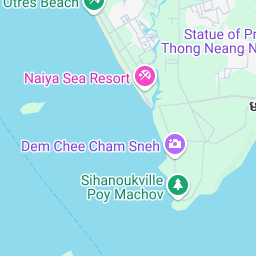 Otres Beach
Statue of Pr
Thong Neang N
Naiya Sea Resort
Dem Chee Cham Sneh
Sihanoukville
Poy Machov